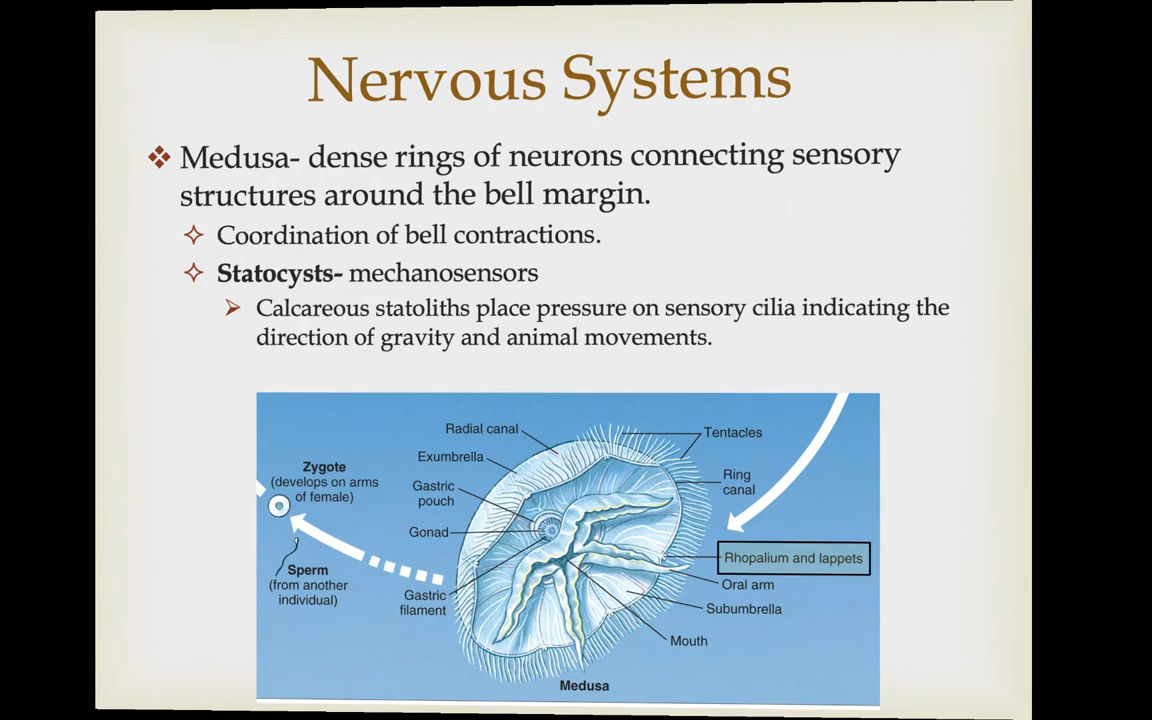 Nervous Systems
Medusa- dense rings of neurons connecting sensory
structures around the bell margin.
Coordination of bell contractions.
Statocysts- mechanosensors
Calcareous statoliths place pressure on sensory cilia indicating the
direction of gravity and animal movements.
Radial canal
Exumbrella
Gastric
pouch
Gonad
Gastric
filament
Zygote
(develops on arms
of female)
Sperm
(from another
individual)
Tentacles
Ring
canal
Rhopalium and lappets
Oral arm
Subumbrella
Mouth
Medusa